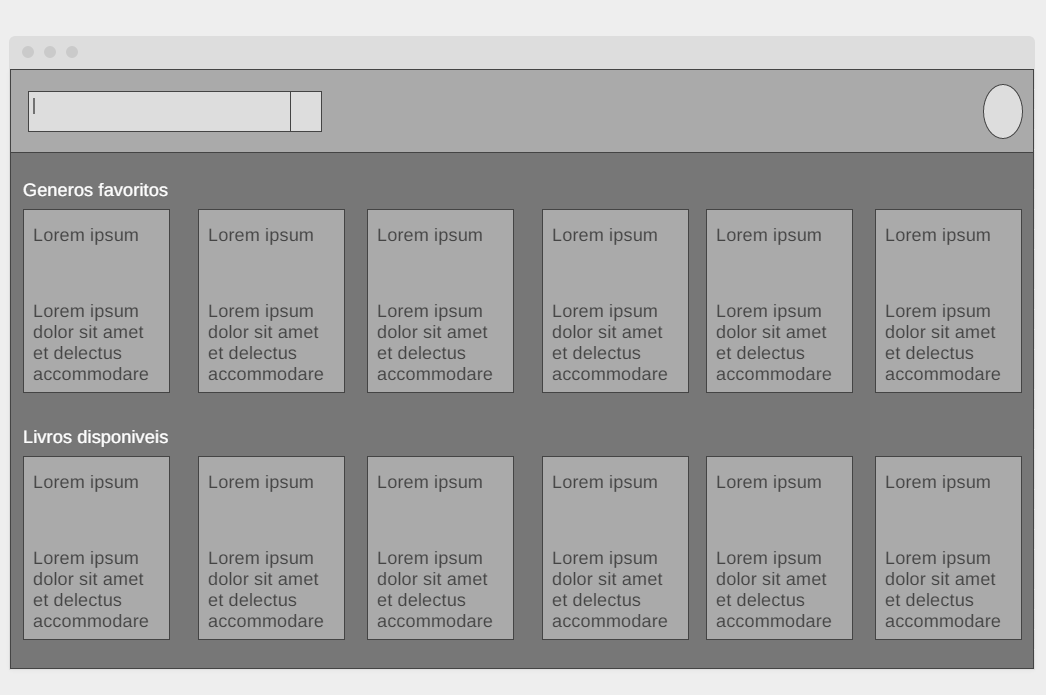 Generos favoritos
Lorem ipsum
Lorem ipsum
Lorem ipsum
Lorem ipsum
Lorem ipsum
Lorem ipsum
Lorem ipsum
dolor sit amet
et delectus
accommodare
Lorem ipsum
dolor sit amet
et delectus
accommodare
Lorem ipsum
dolor sit amet
et delectus
accommodare
Lorem ipsum
dolor sit amet
et delectus
accommodare
Lorem ipsum
dolor sit amet
et delectus
accommodare
Lorem ipsum
dolor sit amet
et delectus
accommodare
Livros disponiveis
Lorem ipsum
Lorem ipsum
Lorem ipsum
Lorem ipsum
Lorem ipsum
Lorem ipsum
Lorem ipsum
dolor sit amet
et delectus
accommodare
Lorem ipsum
dolor sit amet
et delectus
accommodare
Lorem ipsum
dolor sit amet
et delectus
accommodare
Lorem ipsum
dolor sit amet
et delectus
accommodare
Lorem ipsum
dolor sit amet
et delectus
accommodare
Lorem ipsum
dolor sit amet
et delectus
accommodare